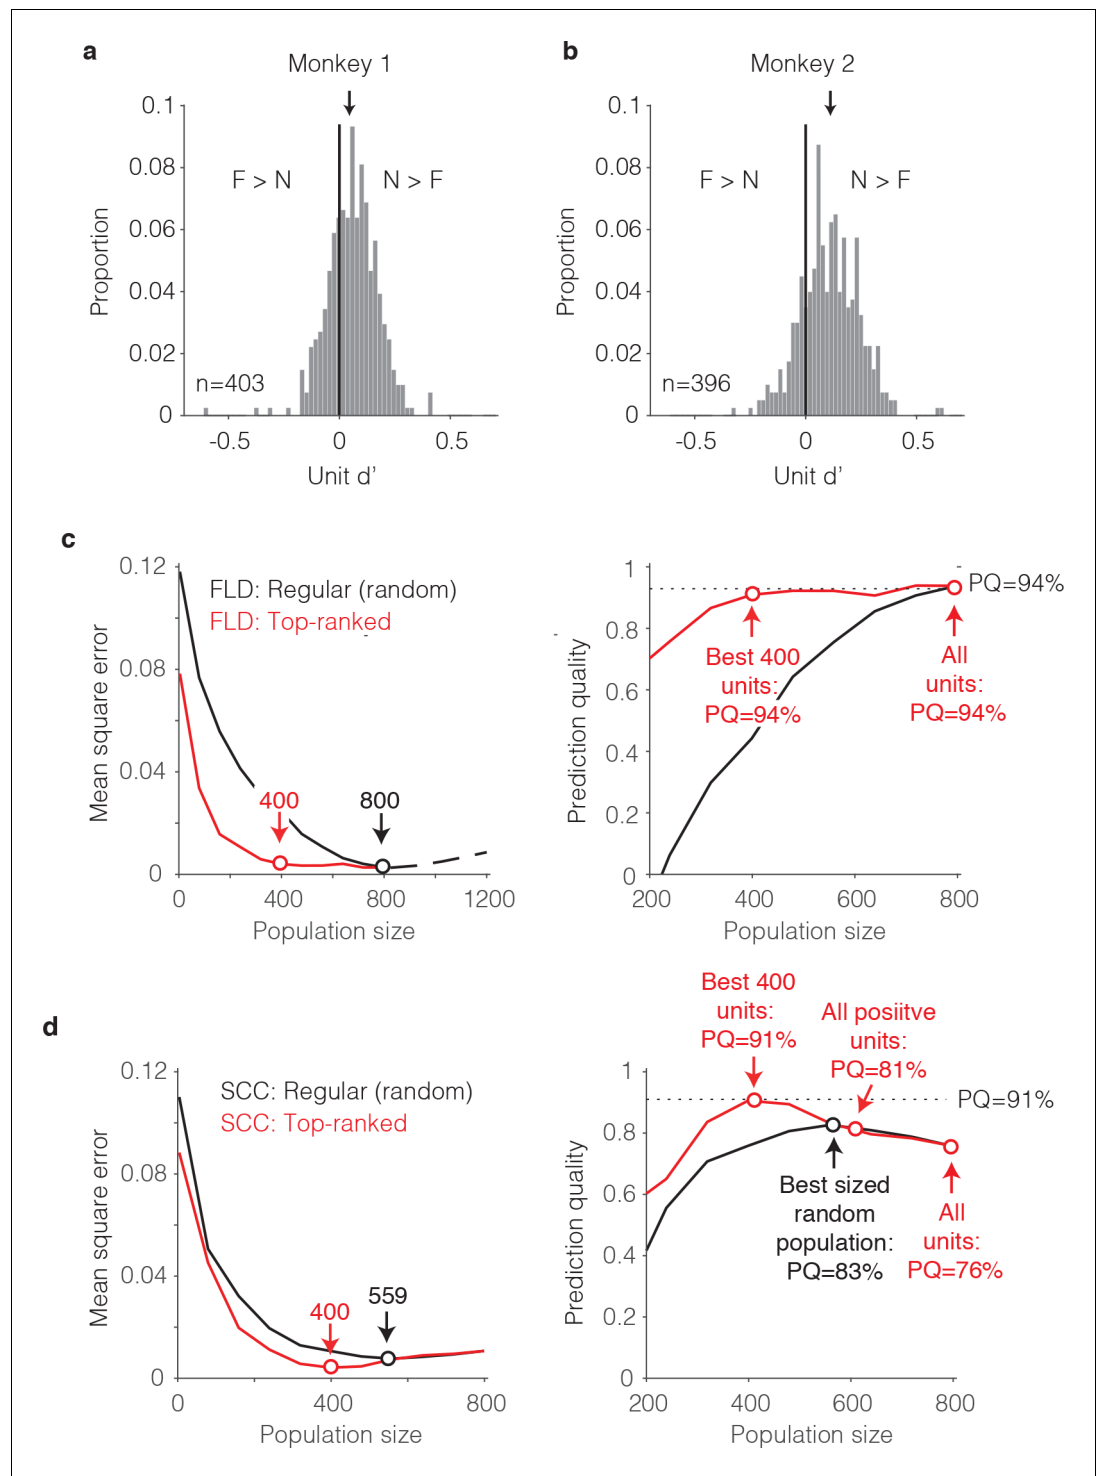 a
Monkey 1
0.1
0.08
0.06
0.04
0.02
0
Proportion
F > N
N > F
n=403
-0.5
0
0.5
Unit d’
b
Monkey 2
0.1
0.08
0.06
0.04
0.02
0
Proportion
F > N
N > F
n=396
-0.5
0
0.5
Unit d’
c
0.12
0.08
0.04
0
Mean square error
FLD: Regular (random)
FLD: Top-ranked
400
800
0
400
800
1200
Population size
1
0.8
0.6
0.4
0.2
0
Prediction quality
PQ=94%
Best 400
units:
PQ=94%
All
units:
PQ=94%
200
400
600
800
Population size
d
0.12
0.08
0.04
0
Mean square error
SCC: Regular (random)
SCC: Top-ranked
400
559
0
400
800
Population size
Best 400
units:
PQ=91%
All posiitve
units:
PQ=81%
1
0.8
0.6
0.4
0.2
0
Prediction quality
PQ=91%
Best sized
random
population:
PQ=83%
All
units:
PQ=76%
200
400
600
800
Population size